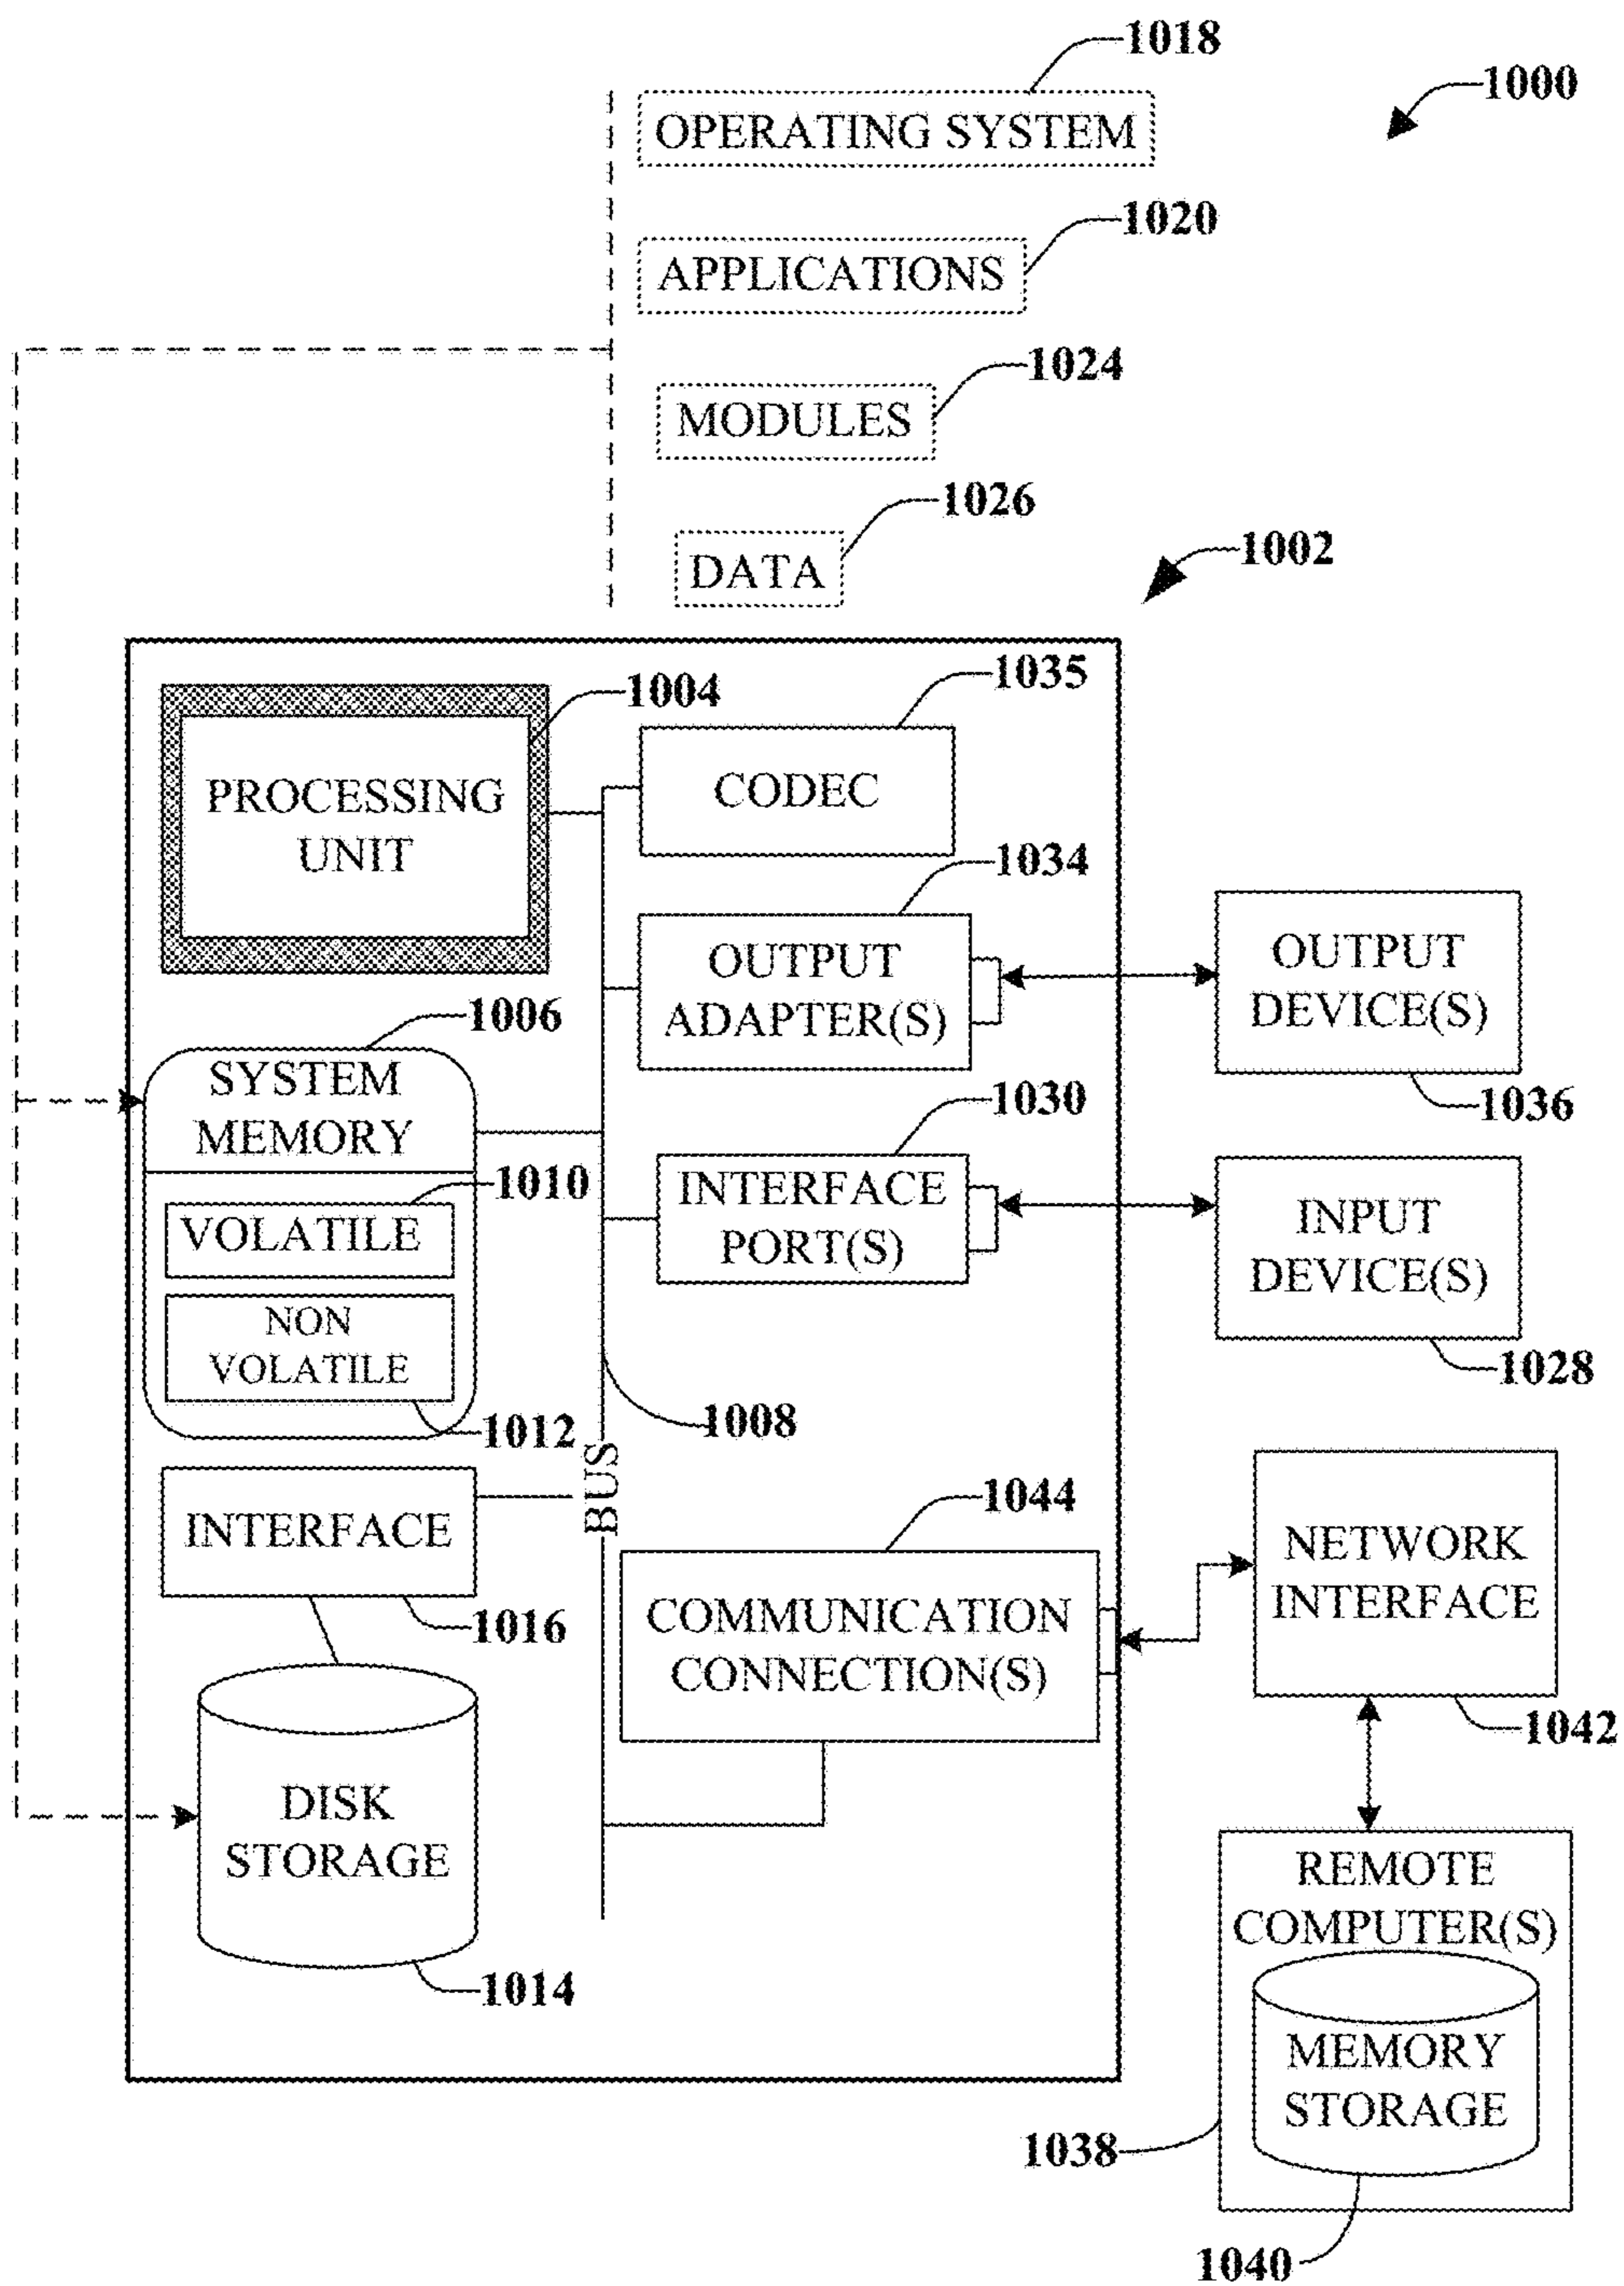 1018
1000
OPERATING SYSTEM
1020
APPLICATIONS
1024
MODULES
1026
DATA
1002
1035
1004
CODEC
PROCESSING
UNIT
1034
OUTPUT
ADAPTER(S)
OUTPUT
DEVICE(S)
1036
1006
SYSTEM
MEMORY
1030
INTERFACE
PORT(S)
INPUT
DEVICE(S)
1028
1010
VOLATILE
NON
VOLATILE
1012
1008
BUS
INTERFACE
1016
1044
COMMUNICATION
CONNECTION(S)
NETWORK
INTERFACE
1042
DISK
STORAGE
1014
REMOTE
COMPUTER(S)
MEMORY
STORAGE
1038
1040